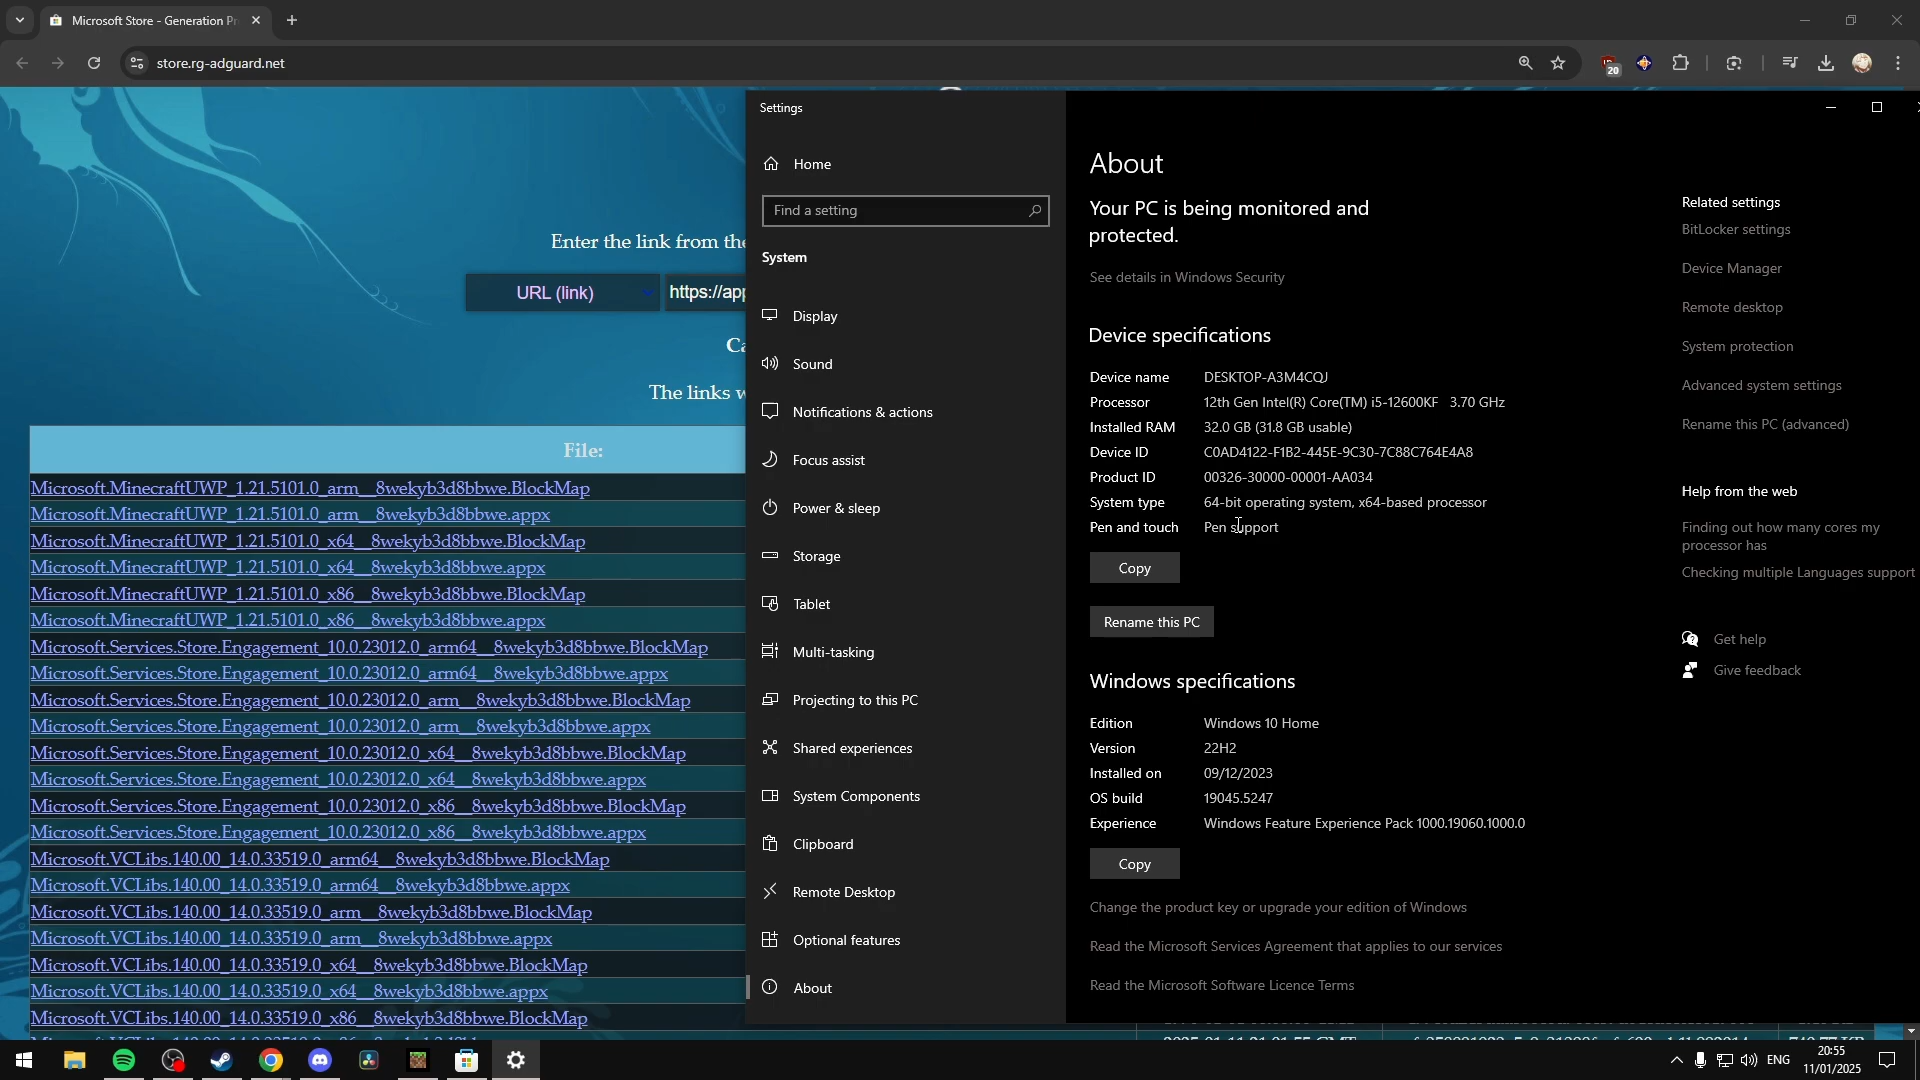 Microsoft Store - Generation Pr
store.rg-adguard.net
20
Enter the link from the
URL (link)
https://app
The links w
File:
Microsoft.MinecraftUWP_1.21.5101.0_arm__8wekyb3d8bbwe.BlockMap
Microsoft.MinecraftUWP_1.21.5101.0_arm__8wekyb3d8bbwe.appx
Microsoft.MinecraftUWP_1.21.5101.0_x64__8wekyb3d8bbwe.BlockMap
Microsoft.MinecraftUWP_1.21.5101.0_x64__8wekyb3d8bbwe.appx
Microsoft.MinecraftUWP_1.21.5101.0_x86__8wekyb3d8bbwe.BlockMap
Microsoft.MinecraftUWP_1.21.5101.0_x86__8wekyb3d8bbwe.appx
Microsoft.Services.Store.Engagement_10.0.23012.0_arm64__8wekyb3d8bbwe.BlockMap
Microsoft.Services.Store.Engagement_10.0.23012.0_arm64__8wekyb3d8bbwe.appx
Microsoft.Services.Store.Engagement_10.0.23012.0_arm__8wekyb3d8bbwe.BlockMap
Microsoft.Services.Store.Engagement_10.0.23012.0_arm__8wekyb3d8bbwe.appx
Microsoft.Services.Store.Engagement_10.0.23012.0_x64__8wekyb3d8bbwe.BlockMap
Microsoft.Services.Store.Engagement_10.0.23012.0_x64__8wekyb3d8bbwe.appx
Microsoft.Services.Store.Engagement_10.0.23012.0_x86__8wekyb3d8bbwe.BlockMap
Microsoft.Services.Store.Engagement_10.0.23012.0_x86__8wekyb3d8bbwe.appx
Microsoft.VCLibs.140.00_14.0.33519.0_arm64__8wekyb3d8bbwe.BlockMap
Microsoft.VCLibs.140.00_14.0.33519.0_arm64__8wekyb3d8bbwe.appx
Microsoft.VCLibs.140.00_14.0.33519.0_arm__8wekyb3d8bbwe.BlockMap
Microsoft.VCLibs.140.00_14.0.33519.0_arm__8wekyb3d8bbwe.appx
Microsoft.VCLibs.140.00_14.0.33519.0_x64__8wekyb3d8bbwe.BlockMap
Microsoft.VCLibs.140.00_14.0.33519.0_x64__8wekyb3d8bbwe.appx
Microsoft.VCLibs.140.00_14.0.33519.0_x86__8wekyb3d8bbwe.BlockMap
Settings
Home
Find a setting
System
Display
Sound
Notifications & actions
Focus assist
Power & sleep
Storage
Tablet
Multi-tasking
Projecting to this PC
Shared experiences
System Components
Clipboard
Remote Desktop
Optional features
About
About
Your PC is being monitored and
protected.
See details in Windows Security
Device specifications
Device name DESKTOP-A3M4CQJ
Processor 12th Gen Intel(R) Core(TM) i5-12600KF 3.70 GHz
Installed RAM 32.0 GB (31.8 GB usable)
Device ID C0AD4122-F1B2-445E-9C30-7C88C764E4A8
Product ID 00326-30000-00001-AA034
System type 64-bit operating system, x64-based processor
Pen and touch Pen support
Copy
Rename this PC
Windows specifications
Edition Windows 10 Home
Version 22H2
Installed on 09/12/2023
OS build 19045.5247
Experience Windows Feature Experience Pack 1000.19060.1000.0
Copy
Change the product key or upgrade your edition of Windows
Read the Microsoft Services Agreement that applies to our services
Read the Microsoft Software Licence Terms
Related settings
BitLocker settings
Device Manager
Remote desktop
System protection
Advanced system settings
Rename this PC (advanced)
Help from the web
Finding out how many cores my
processor has
Checking multiple Languages support
Get help
Give feedback
ENG
20:55
11/01/2025